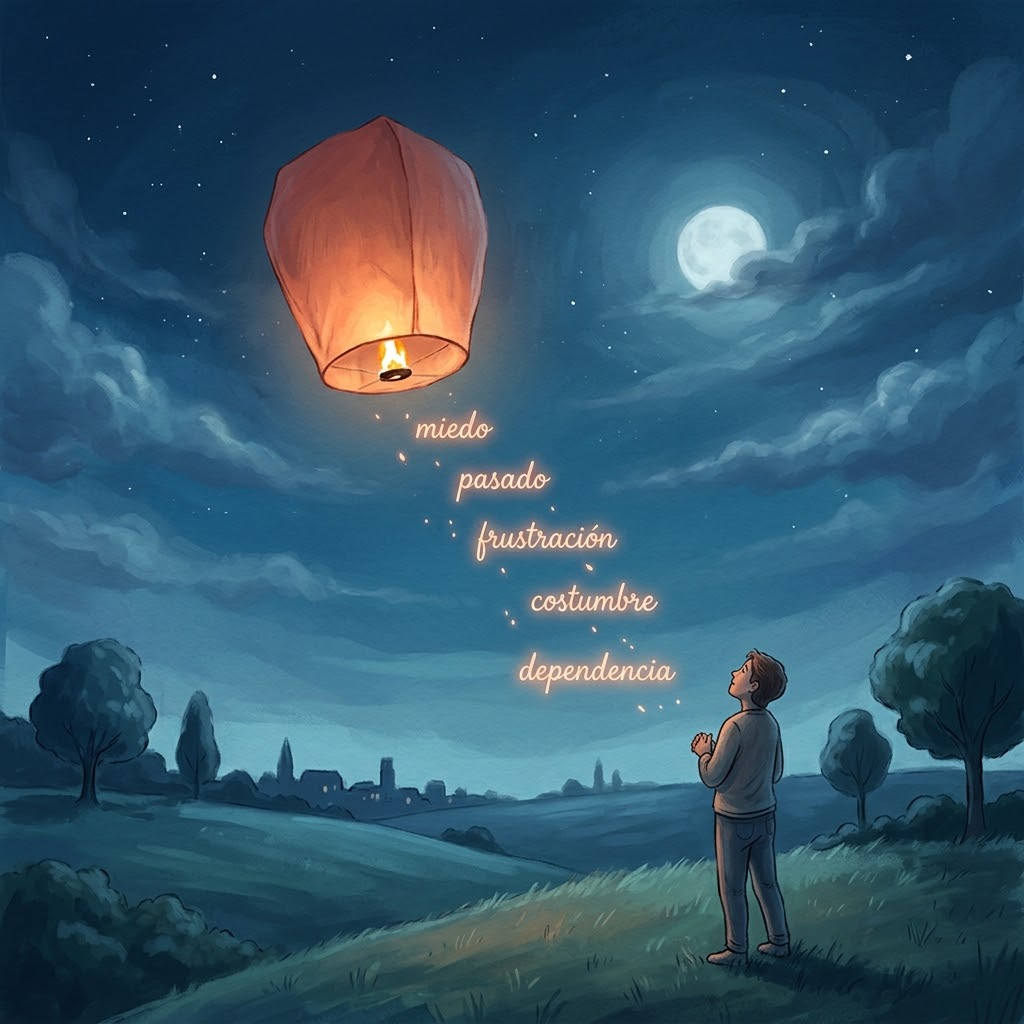 miedo
pasado
frustración
costumbre
dependencia